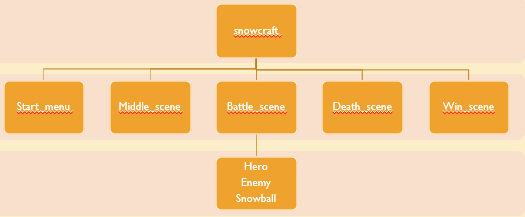 snowcraft
Start_menu
Middle_scene
Battle_scene
Death_scene
Win_scene
Hero
Enemy
Snowball